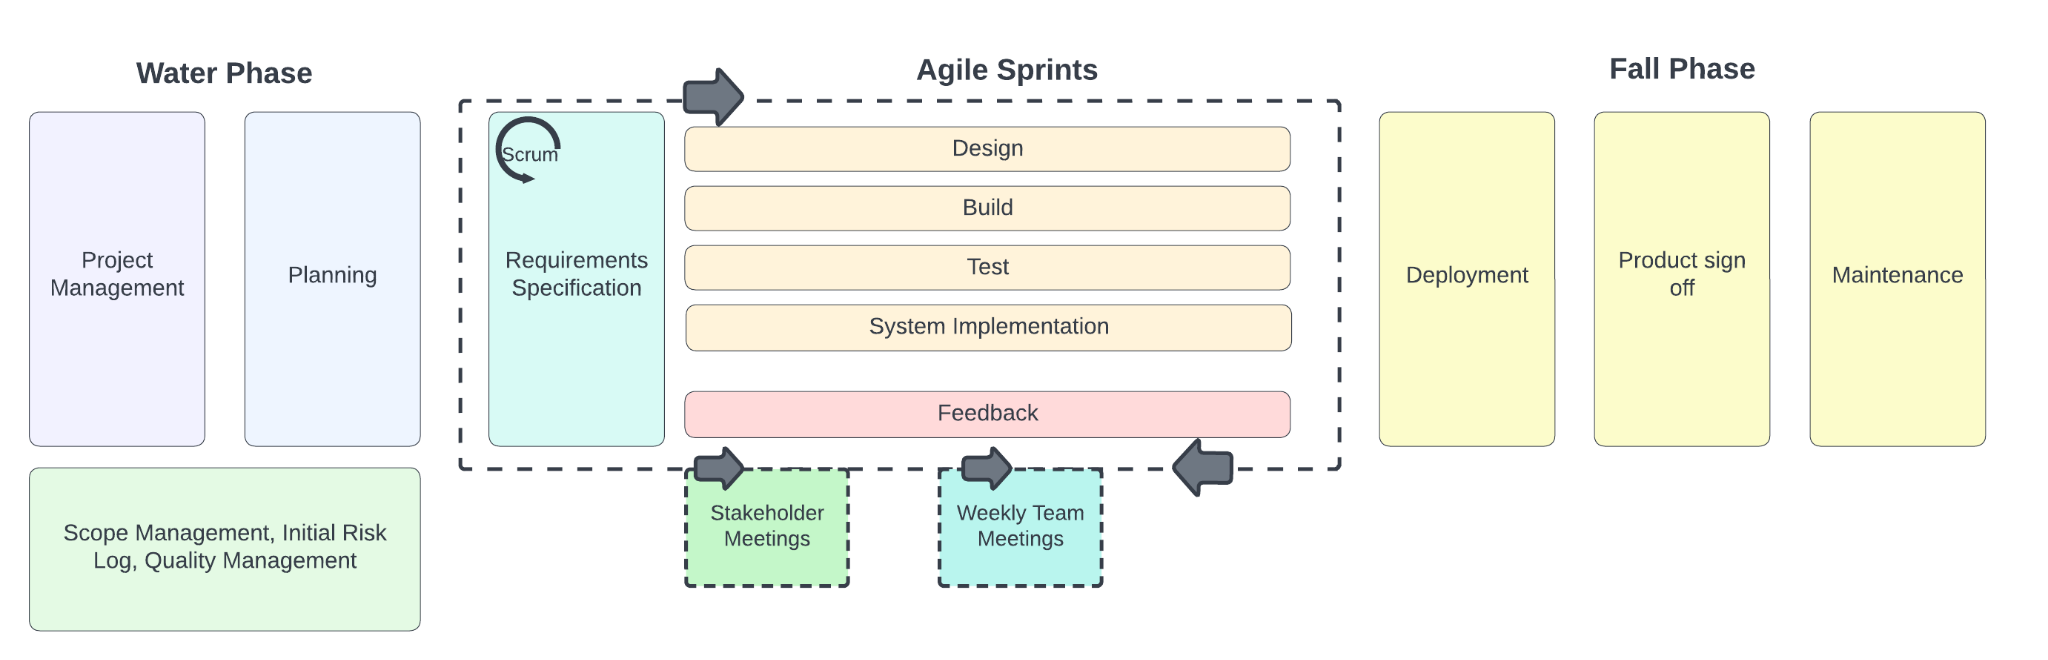 Water Phase
Agile Sprints
Fall Phase
Project
Management
Planning
Scope Management, Initial Risk
Log, Quality Management
Scrum
Requirements
Specification
Design
Build
Test
System Implementation
Feedback
Stakeholder
Meetings
Weekly Team
Meetings
Deployment
Product sign
off
Maintenance